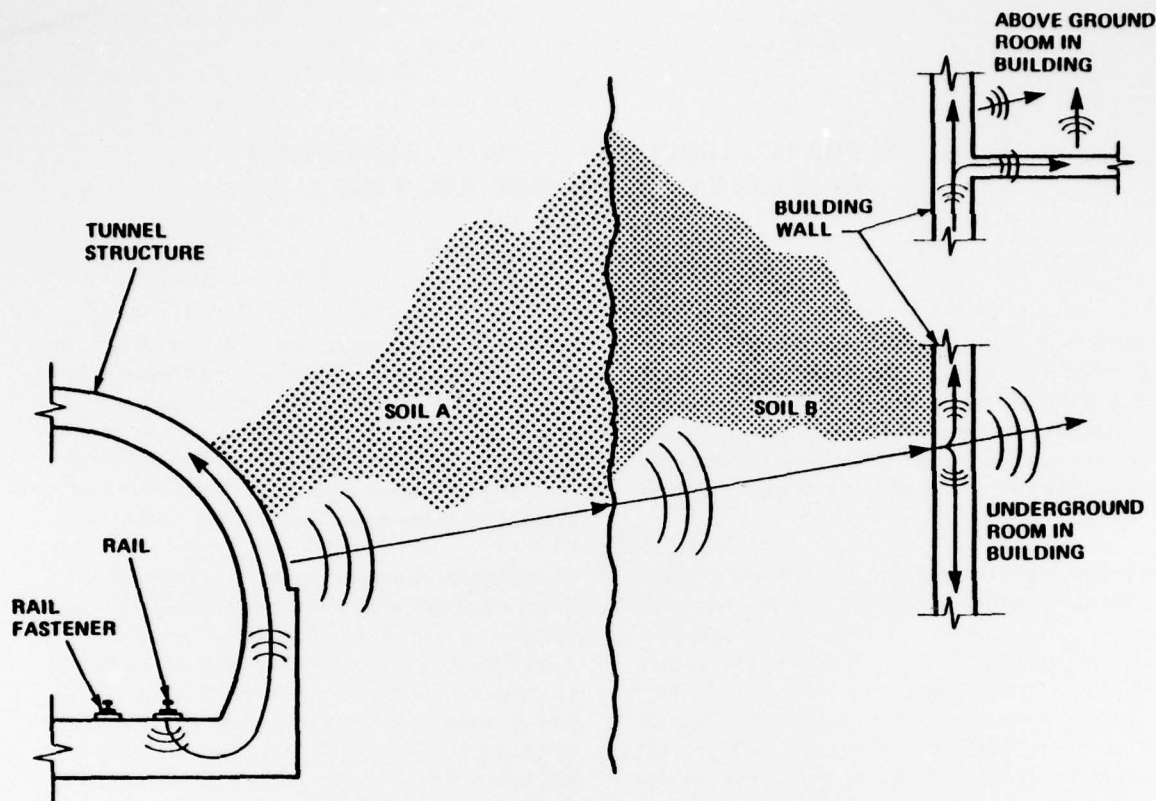 ABOVE GROUND
ROOM IN
BUILDING
TUNNEL
STRUCTURE
BUILDING
WALL
SOIL A
SOIL B
RAIL
RAIL
FASTENER
UNDERGROUND
ROOM IN
BUILDING